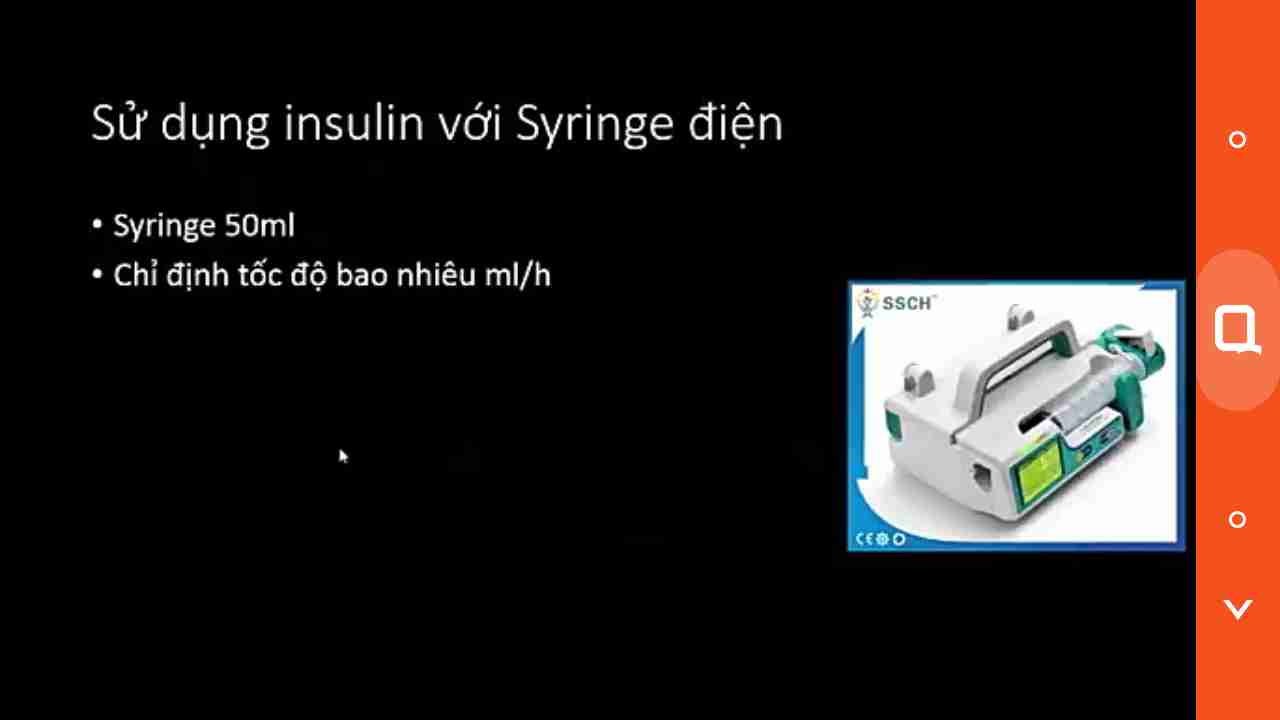 Sử dụng insulin với Syringe điện
• Syringe 50ml
• Chỉ định tốc độ bao nhiêu ml/h
SSCH
CE